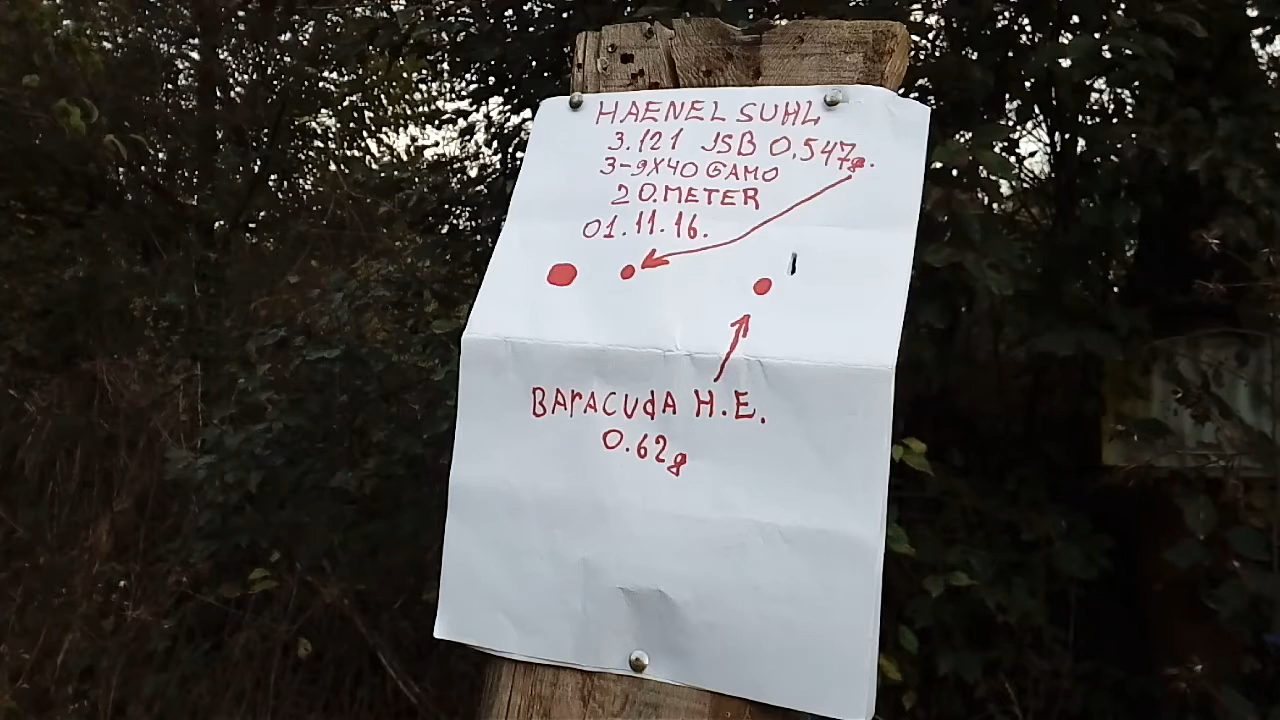 HAENEL SUHL
3.121 JSB 0.547g.
3-9X40 GAMO
20.METER
01.11.16.
BArACUdA H.E.
0.62g